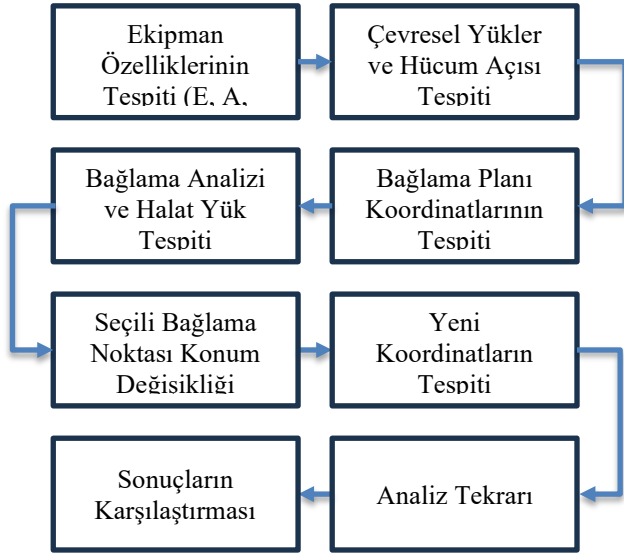 Ekipman
Özelliklerinin
Tespiti (E, A,
Çevresel Yükler
ve Hücum Açısı
Tespiti
Bağlama Planı
Koordinatlarının
Tespiti
Bağlama Analizi
ve Halat Yük
Tespiti
Seçili Bağlama
Noktası Konum
Değişikliği
Yeni
Koordinatların
Tespiti
Analiz Tekrarı
Sonuçların
Karşılaştırması